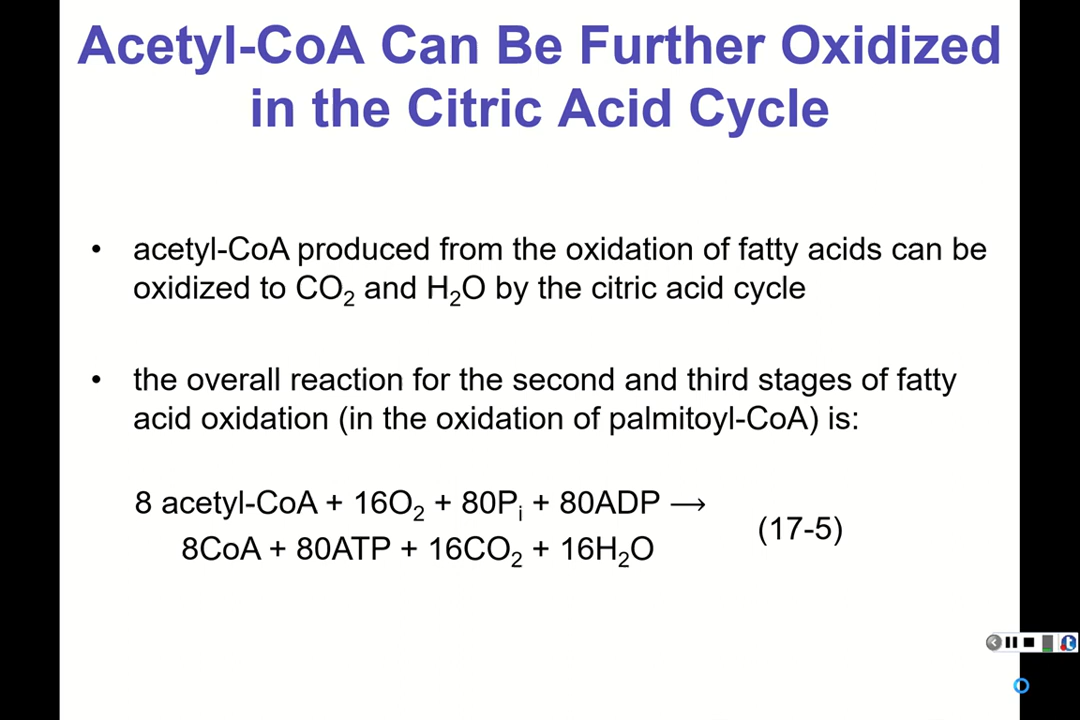 Acetyl-CoA Can Be Further Oxidized
in the Citric Acid Cycle
• acetyl-CoA produced from the oxidation of fatty acids can be
oxidized to CO₂ and H₂O by the citric acid cycle
• the overall reaction for the second and third stages of fatty
acid oxidation (in the oxidation of palmitoyl-CoA) is:
8 acetyl-CoA + 16O₂ + 80Pᵢ + 80ADP ⟶
8CoA + 80ATP + 16CO₂ + 16H₂O
(17-5)